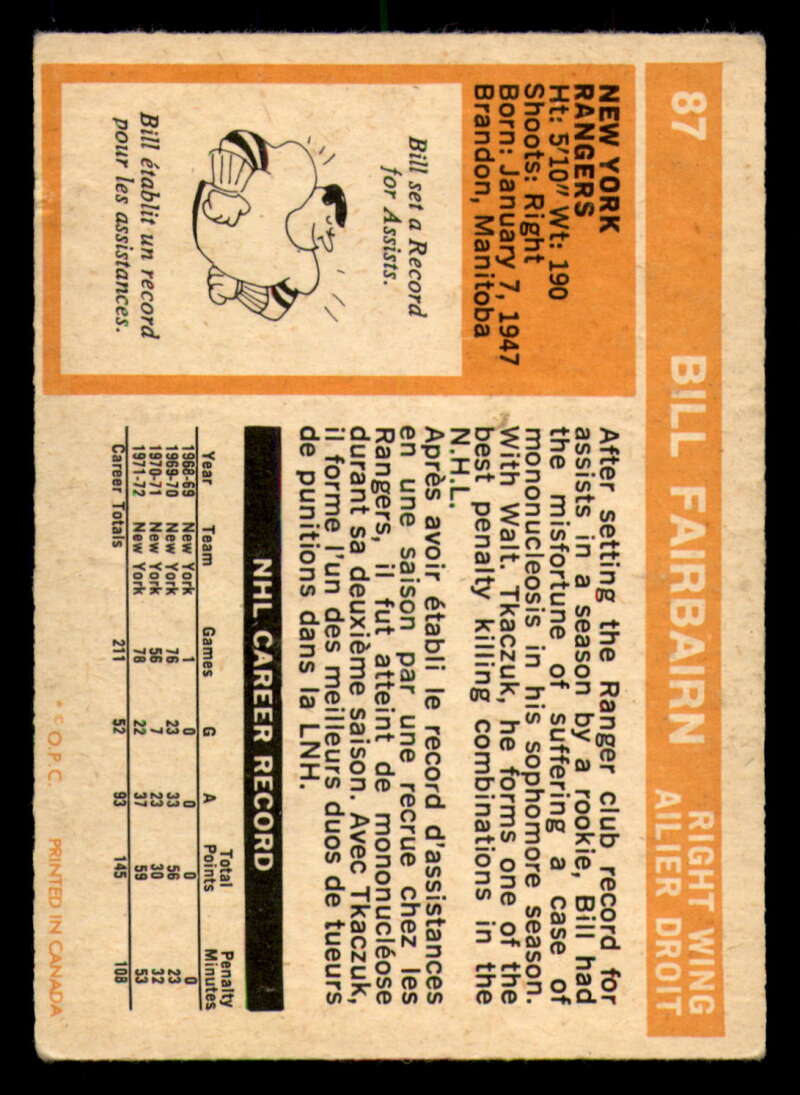 87
BILL FAIRBAIRN
RIGHT WING
AILIER DROIT
NEW YORK
RANGERS
Ht: 5'10" Wt: 190
Shoots: Right
Born: January 7, 1947
Brandon, Manitoba
Bill set a Record
for Assists.
Bill établit un record
pour les assistances.
After setting the Ranger club record for
assists in a season by a rookie, Bill had
the misfortune of suffering a case of
mononucleosis in his sophomore season.
With Walt. Tkaczuk, he forms one of the
best penalty killing combinations in the
N.H.L.
Après avoir établi le record d'assistances
en une saison par une recrue chez les
Rangers, il fut atteint de mononucléose
durant sa deuxième saison. Avec Tkaczuk,
il forme l'un des meilleurs duos de tueurs
de punitions dans la LNH.
NHL CAREER RECORD
Year Team Games G A Total Points Penalty Minutes
1968-69 New York 1 0 0 0 0
1969-70 New York 76 23 33 56 23
1970-71 New York 56 7 23 30 32
1971-72 New York 78 22 37 59 53
Career Totals 211 52 93 145 108
* © O.P.C. PRINTED IN CANADA